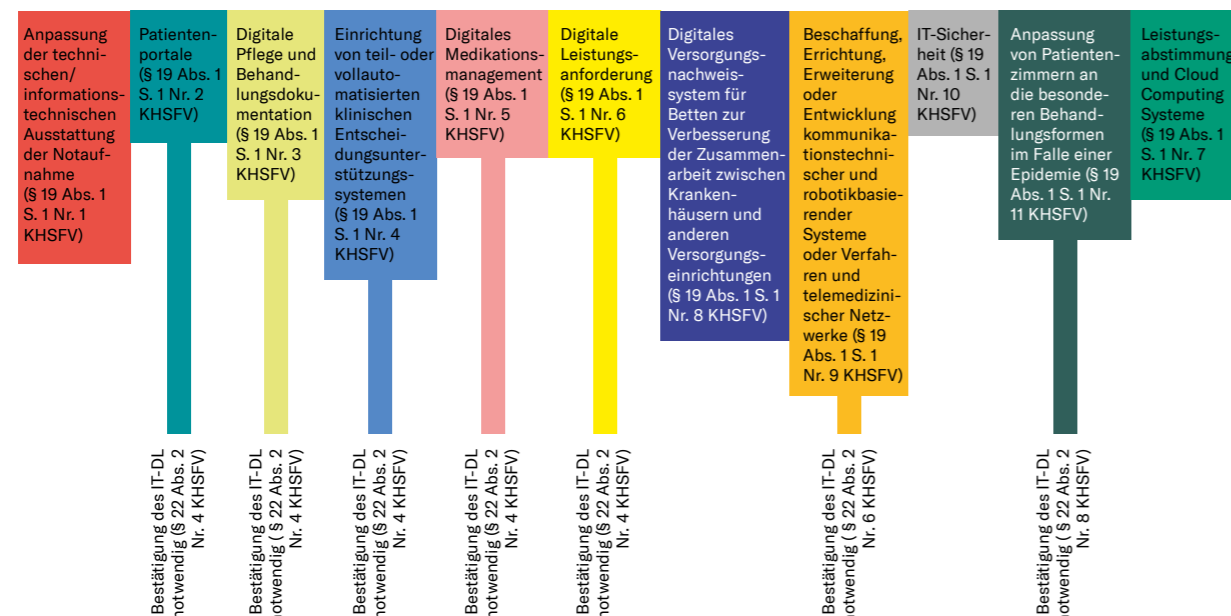 Anpassung
der techni-
schen/
informations-
technischen
Ausstattung
der Notauf-
nahme
(§ 19 Abs. 1
S. 1 Nr. 1
KHSFV)
Patienten-
portale
(§ 19 Abs. 1
S. 1 Nr. 2
KHSFV)
Digitale
Pflege und
Behand-
lungsdoku-
mentation
(§ 19 Abs. 1
S. 1 Nr. 3
KHSFV)
Einrichtung
von teil- oder
vollauto-
matisierten
klinischen
Entschei-
dungsunter-
stützungs-
systemen
(§ 19 Abs. 1
S. 1 Nr. 4
KHSFV)
Digitales
Medikations-
management
(§ 19 Abs. 1
S. 1 Nr. 5
KHSFV)
Digitale
Leistungs-
anforderung
(§ 19 Abs. 1
S. 1 Nr. 6
KHSFV)
Digitales
Versorgungs-
nachweis-
system für
Betten zur
Verbesserung
der Zusammen-
arbeit zwischen
Kranken-
häusern und
anderen
Versorgungs-
einrichtungen
(§ 19 Abs. 1 S. 1
Nr. 8 KHSFV)
Beschaffung,
Errichtung,
Erweiterung
oder
Entwicklung
kommunika-
tionstechni-
scher und
robotikbasie-
render
Systeme
oder Verfah-
ren und
telemedizini-
scher Netz-
werke (§ 19
Abs. 1 S. 1
Nr. 9 KHSFV)
IT-Sicher-
heit (§ 19
Abs. 1 S. 1
Nr. 10
KHSFV)
Anpassung
von Patienten-
zimmern an
die besonde-
ren Behand-
lungsformen
im Falle einer
Epidemie (§ 19
Abs. 1 S. 1 Nr.
11 KHSFV)
Leistungs-
abstimmung
und Cloud
Computing
Systeme
(§ 19 Abs. 1
S. 1 Nr. 7
KHSFV)
Bestätigung des IT-DL
notwendig (§ 22 Abs. 2
Nr. 4 KHSFV)
Bestätigung des IT-DL
notwendig ( § 22 Abs. 2
Nr. 4 KHSFV)
Bestätigung des IT-DL
notwendig (§ 22 Abs. 2
Nr. 4 KHSFV)
Bestätigung des IT-DL
notwendig (§ 22 Abs. 2
Nr. 4 KHSFV)
Bestätigung des IT-DL
notwendig (§ 22 Abs. 2
Nr. 4 KHSFV)
Bestätigung des IT-DL
notwendig ( § 22 Abs. 2
Nr. 6 KHSFV)
Bestätigung des IT-DL
notwendig ( § 22 Abs. 2
Nr. 8 KHSFV)